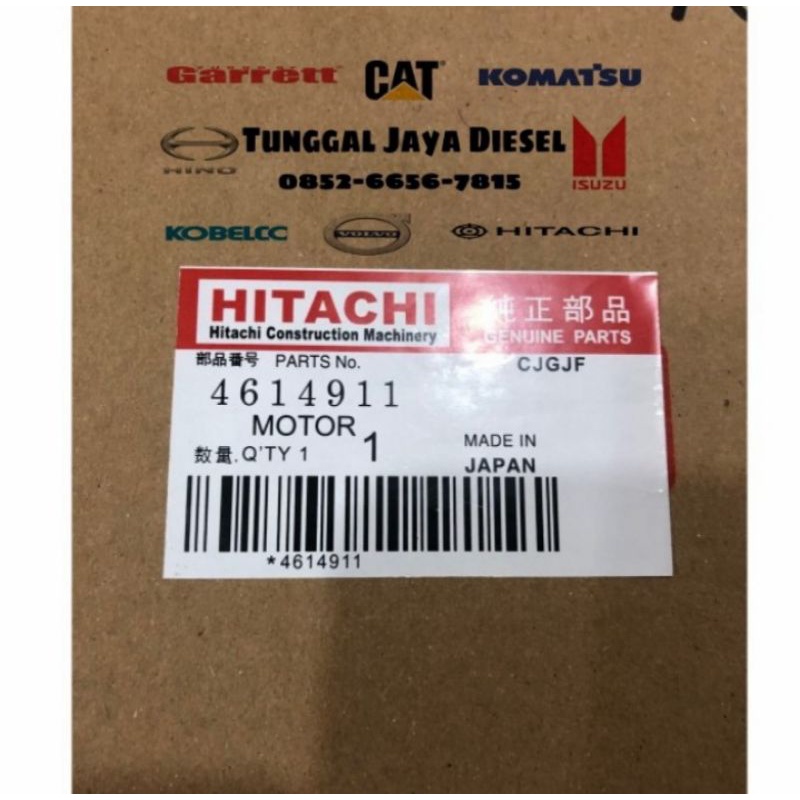 Garrett CAT KOMATSU
HINO TUNGGAL JAYA DIESEL ISUZU
0852-6656-7815
KOBELCO VOLVO HITACHI
HITACHI 純正部品
Hitachi Construction Machinery GENUINE PARTS
部品番号 PARTS No. CJGJF
4614911
MOTOR
数量. Q'TY 1 1 MADE IN
JAPAN
*4614911